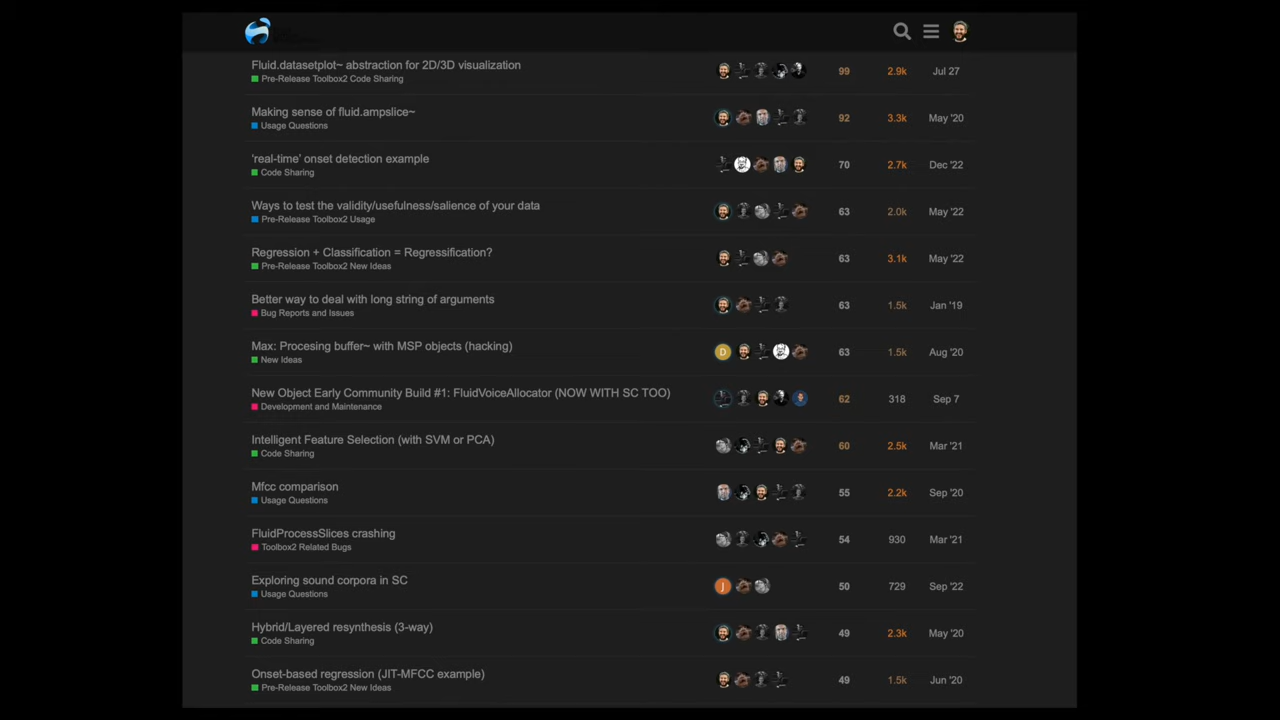 Fluid.datasetplot~ abstraction for 2D/3D visualization
Pre-Release Toolbox2 Code Sharing
99 2.9k Jul 27
Making sense of fluid.ampslice~
Usage Questions
92 3.3k May '20
'real-time' onset detection example
Code Sharing
70 2.7k Dec '22
Ways to test the validity/usefulness/salience of your data
Pre-Release Toolbox2 Usage
63 2.0k May '22
Regression + Classification = Regressification?
Pre-Release Toolbox2 New Ideas
63 3.1k May '22
Better way to deal with long string of arguments
Bug Reports and Issues
63 1.5k Jan '19
Max: Procesing buffer~ with MSP objects (hacking)
New Ideas
D
63 1.5k Aug '20
New Object Early Community Build #1: FluidVoiceAllocator (NOW WITH SC TOO)
Development and Maintenance
62 318 Sep 7
Intelligent Feature Selection (with SVM or PCA)
Code Sharing
60 2.5k Mar '21
Mfcc comparison
Usage Questions
55 2.2k Sep '20
FluidProcessSlices crashing
Toolbox2 Related Bugs
54 930 Mar '21
Exploring sound corpora in SC
Usage Questions
J
50 729 Sep '22
Hybrid/Layered resynthesis (3-way)
Code Sharing
49 2.3k May '20
Onset-based regression (JIT-MFCC example)
Pre-Release Toolbox2 New Ideas
49 1.5k Jun '20